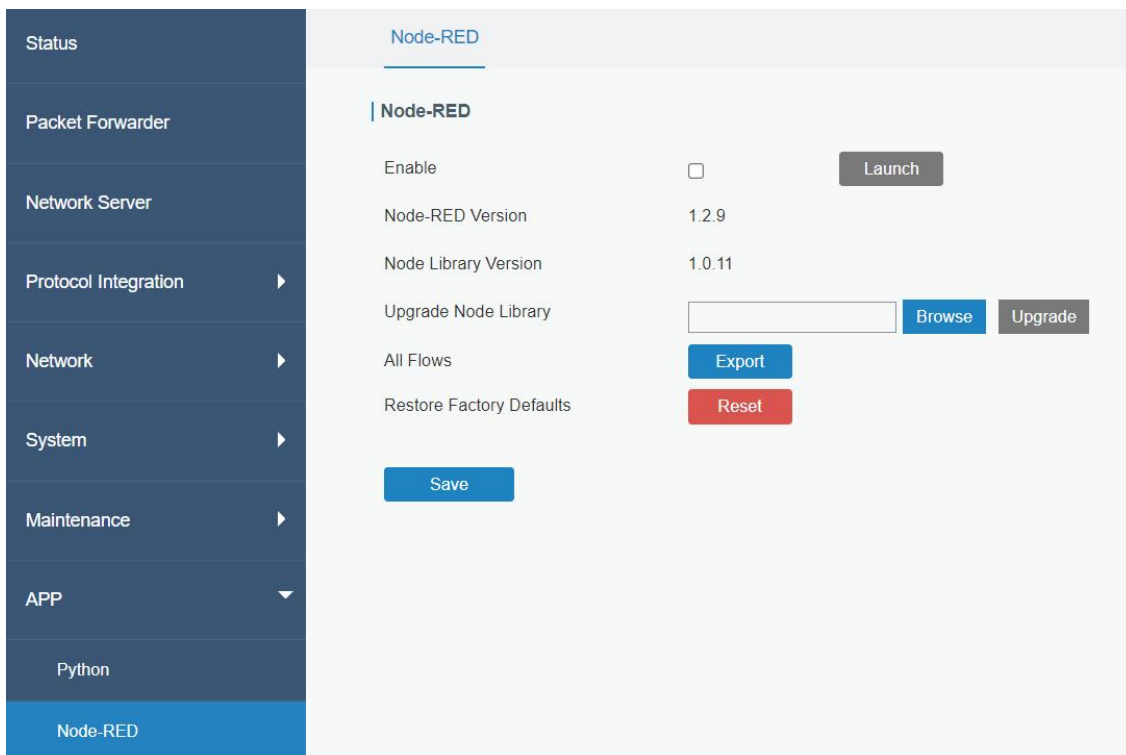 Status
Packet Forwarder
Network Server
Protocol Integration
Network
System
Maintenance
APP
Python
Node-RED
Node-RED
Node-RED
Enable Launch
Node-RED Version 1.2.9
Node Library Version 1.0.11
Upgrade Node Library Browse Upgrade
All Flows Export
Restore Factory Defaults Reset
Save